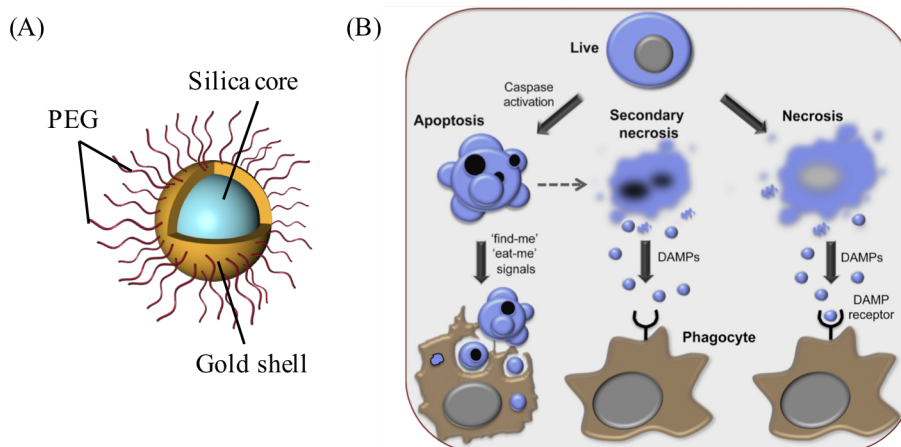 (A)
Silica core
PEG
Gold shell
(B)
Live
Caspase
activation
Apoptosis
Secondary
necrosis
Necrosis
'find-me'
'eat-me'
signals
DAMPs
DAMPs
DAMP
receptor
Phagocyte